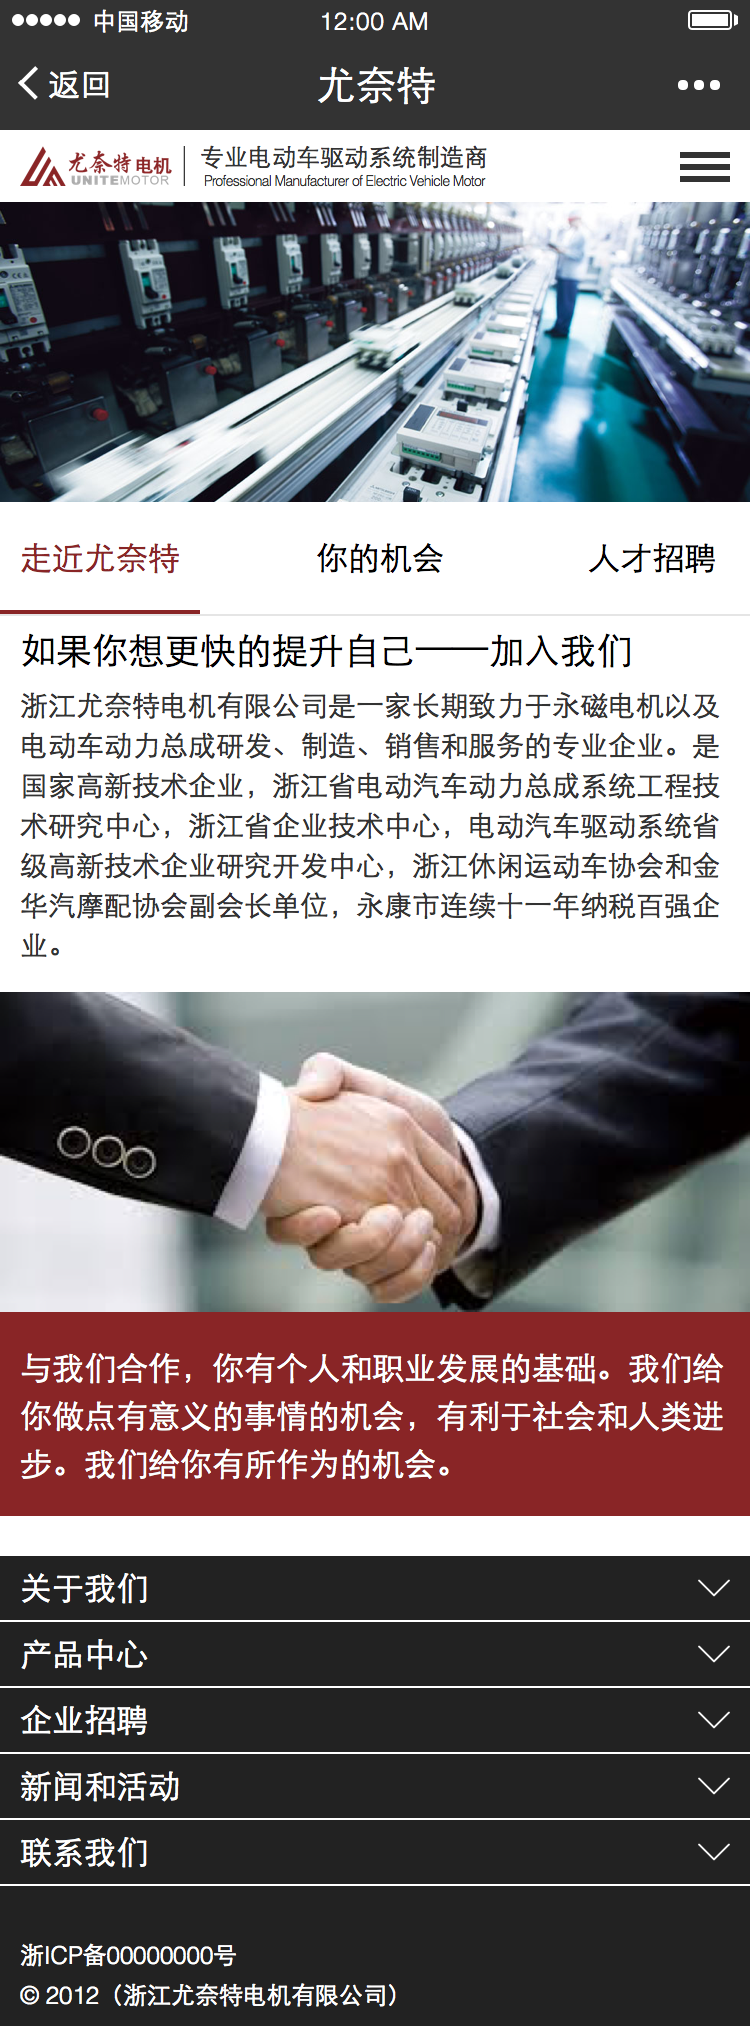 中国移动 12:00 AM
返回 尤奈特
尤奈特电机 专业电动车驱动系统制造商
UNITEMOTOR Professional Manufacturer of Electric Vehicle Motor
走近尤奈特 你的机会 人才招聘
如果你想更快的提升自己——加入我们
浙江尤奈特电机有限公司是一家长期致力于永磁电机以及
电动车动力总成研发、制造、销售和服务的专业企业。是
国家高新技术企业，浙江省电动汽车动力总成系统工程技
术研究中心，浙江省企业技术中心，电动汽车驱动系统省
级高新技术企业研究开发中心，浙江休闲运动车协会和金
华汽摩配协会副会长单位，永康市连续十一年纳税百强企
业。
与我们合作，你有个人和职业发展的基础。我们给
你做点有意义的事情的机会，有利于社会和人类进
步。我们给你有所作为的机会。
关于我们
产品中心
企业招聘
新闻和活动
联系我们
浙ICP备00000000号
© 2012（浙江尤奈特电机有限公司）